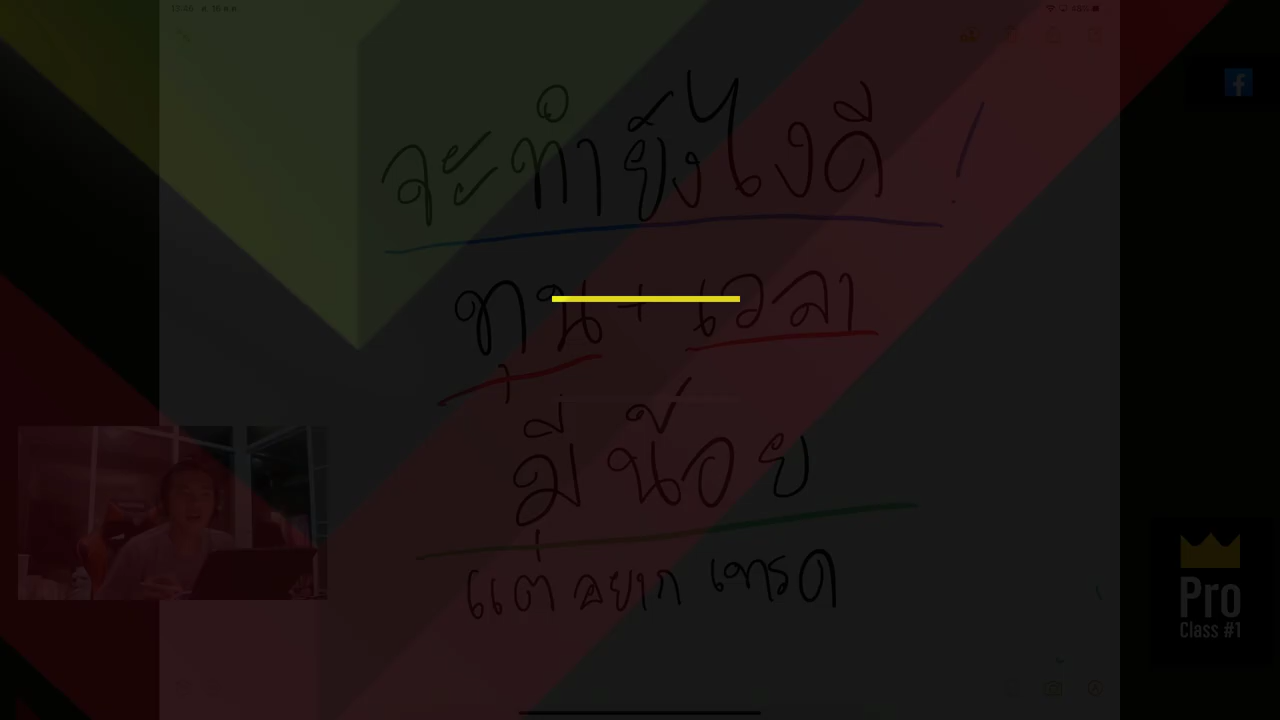 จะทำยังไงดี !
ทุน + เวลา
มีน้อย
แต่อยากเทรด
Pro
Class #1